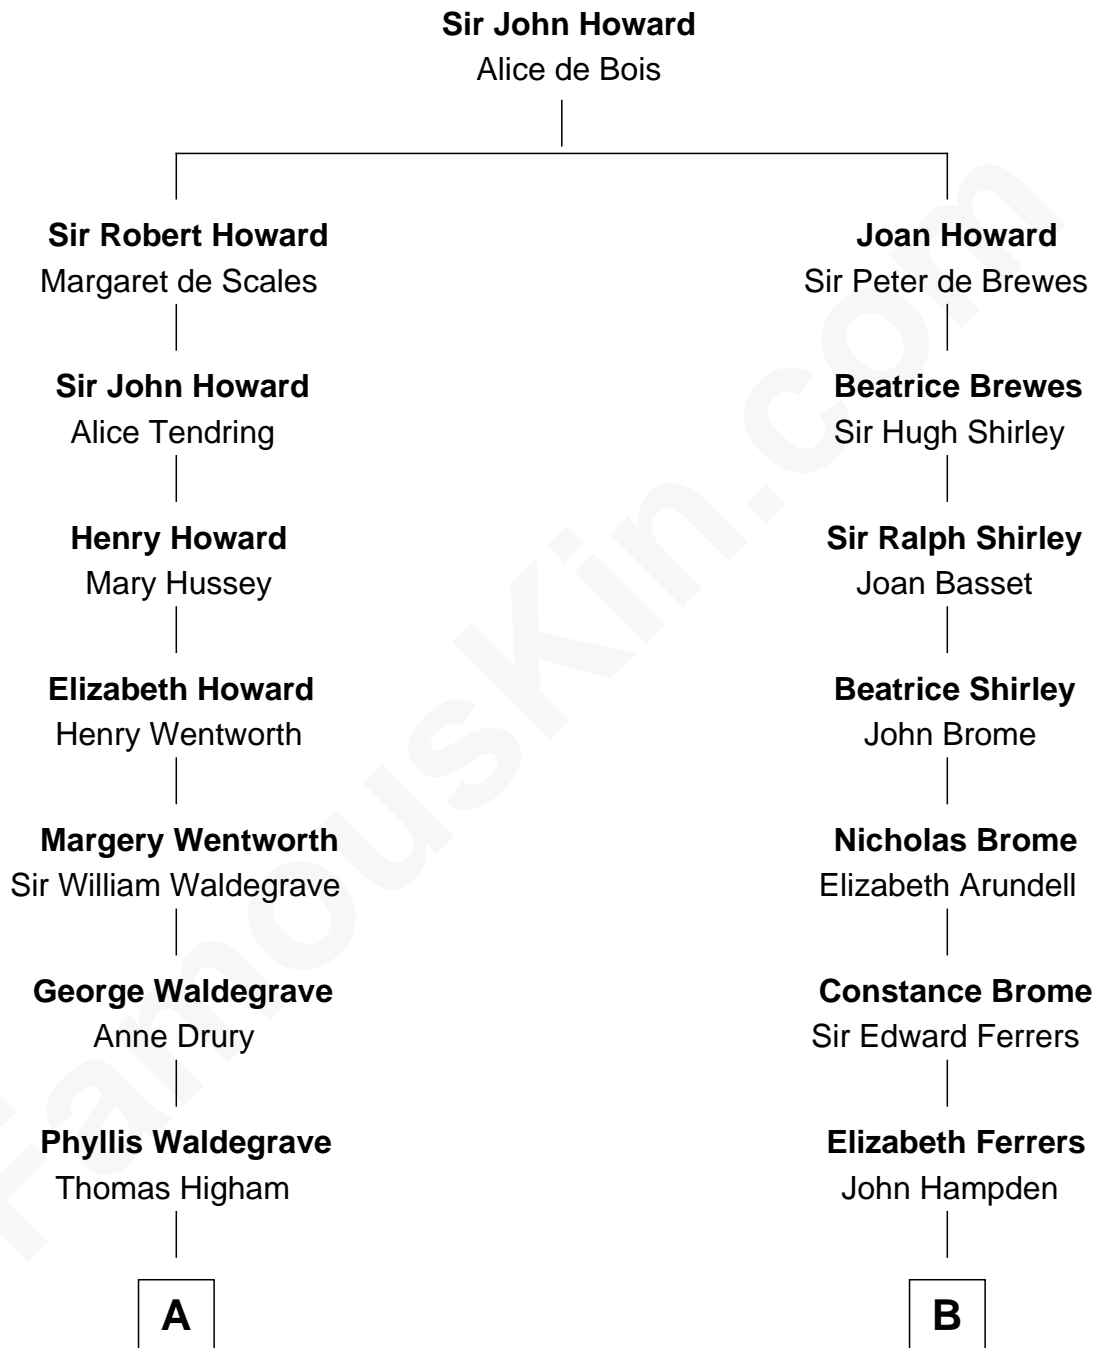 Sir John Howard
Alice de Bois
Sir Robert Howard
Margaret de Scales
Joan Howard
Sir Peter de Brewes
Sir John Howard
Alice Tendring
Beatrice Brewes
Sir Hugh Shirley
Henry Howard
Mary Hussey
Sir Ralph Shirley
Joan Basset
Elizabeth Howard
Henry Wentworth
Beatrice Shirley
John Brome
Margery Wentworth
Sir William Waldegrave
Nicholas Brome
Elizabeth Arundell
George Waldegrave
Anne Drury
Constance Brome
Sir Edward Ferrers
Phyllis Waldegrave
Thomas Higham
Elizabeth Ferrers
John Hampden
A
B
FamousKin.com